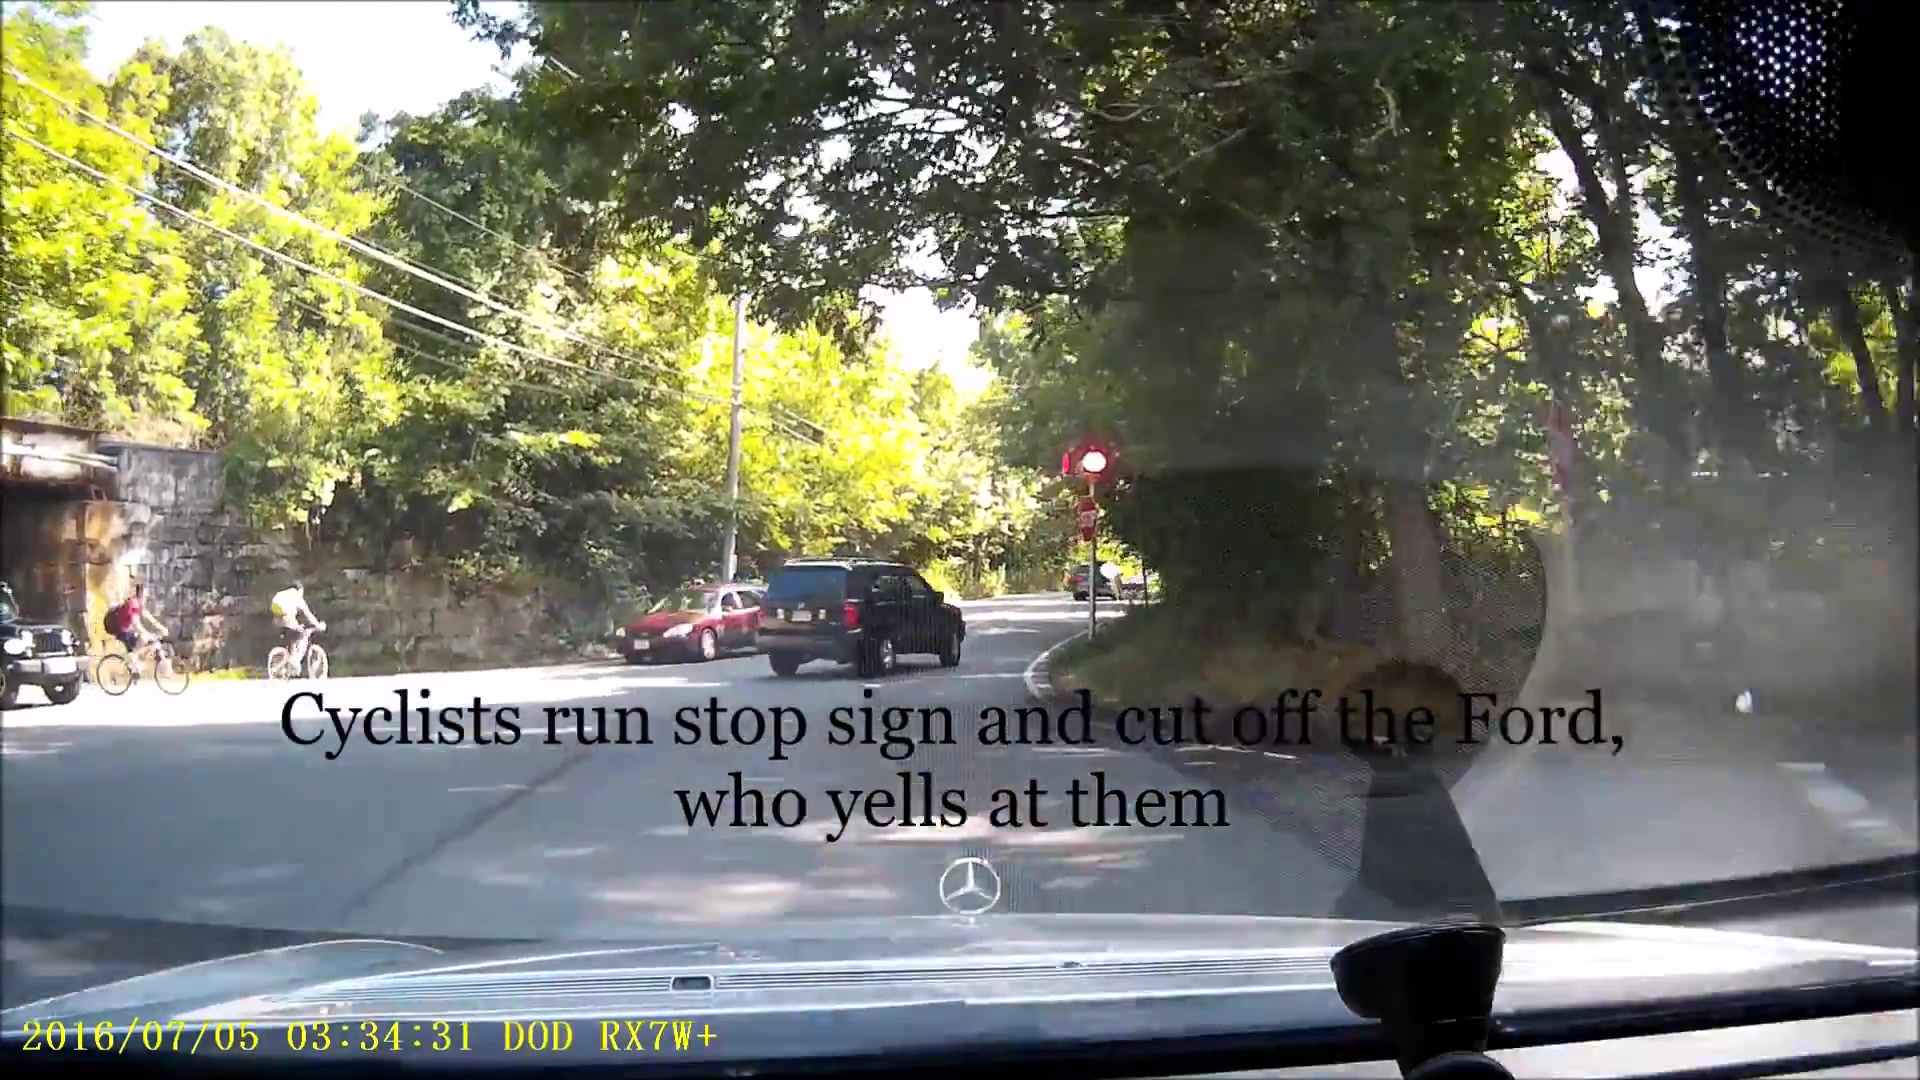 Cyclists run stop sign and cut off the Ford,
who yells at them
2016/07/05 03:34:31 DOD RX7W+